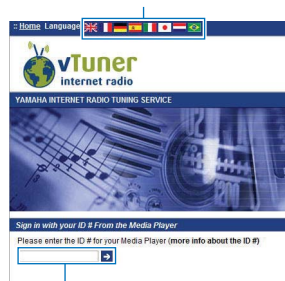 :: Home Language
vTuner
internet radio
YAMAHA INTERNET RADIO TUNING SERVICE
Sign in with your ID # From the Media Player
Please enter the ID # for your Media Player (more info about the ID #)